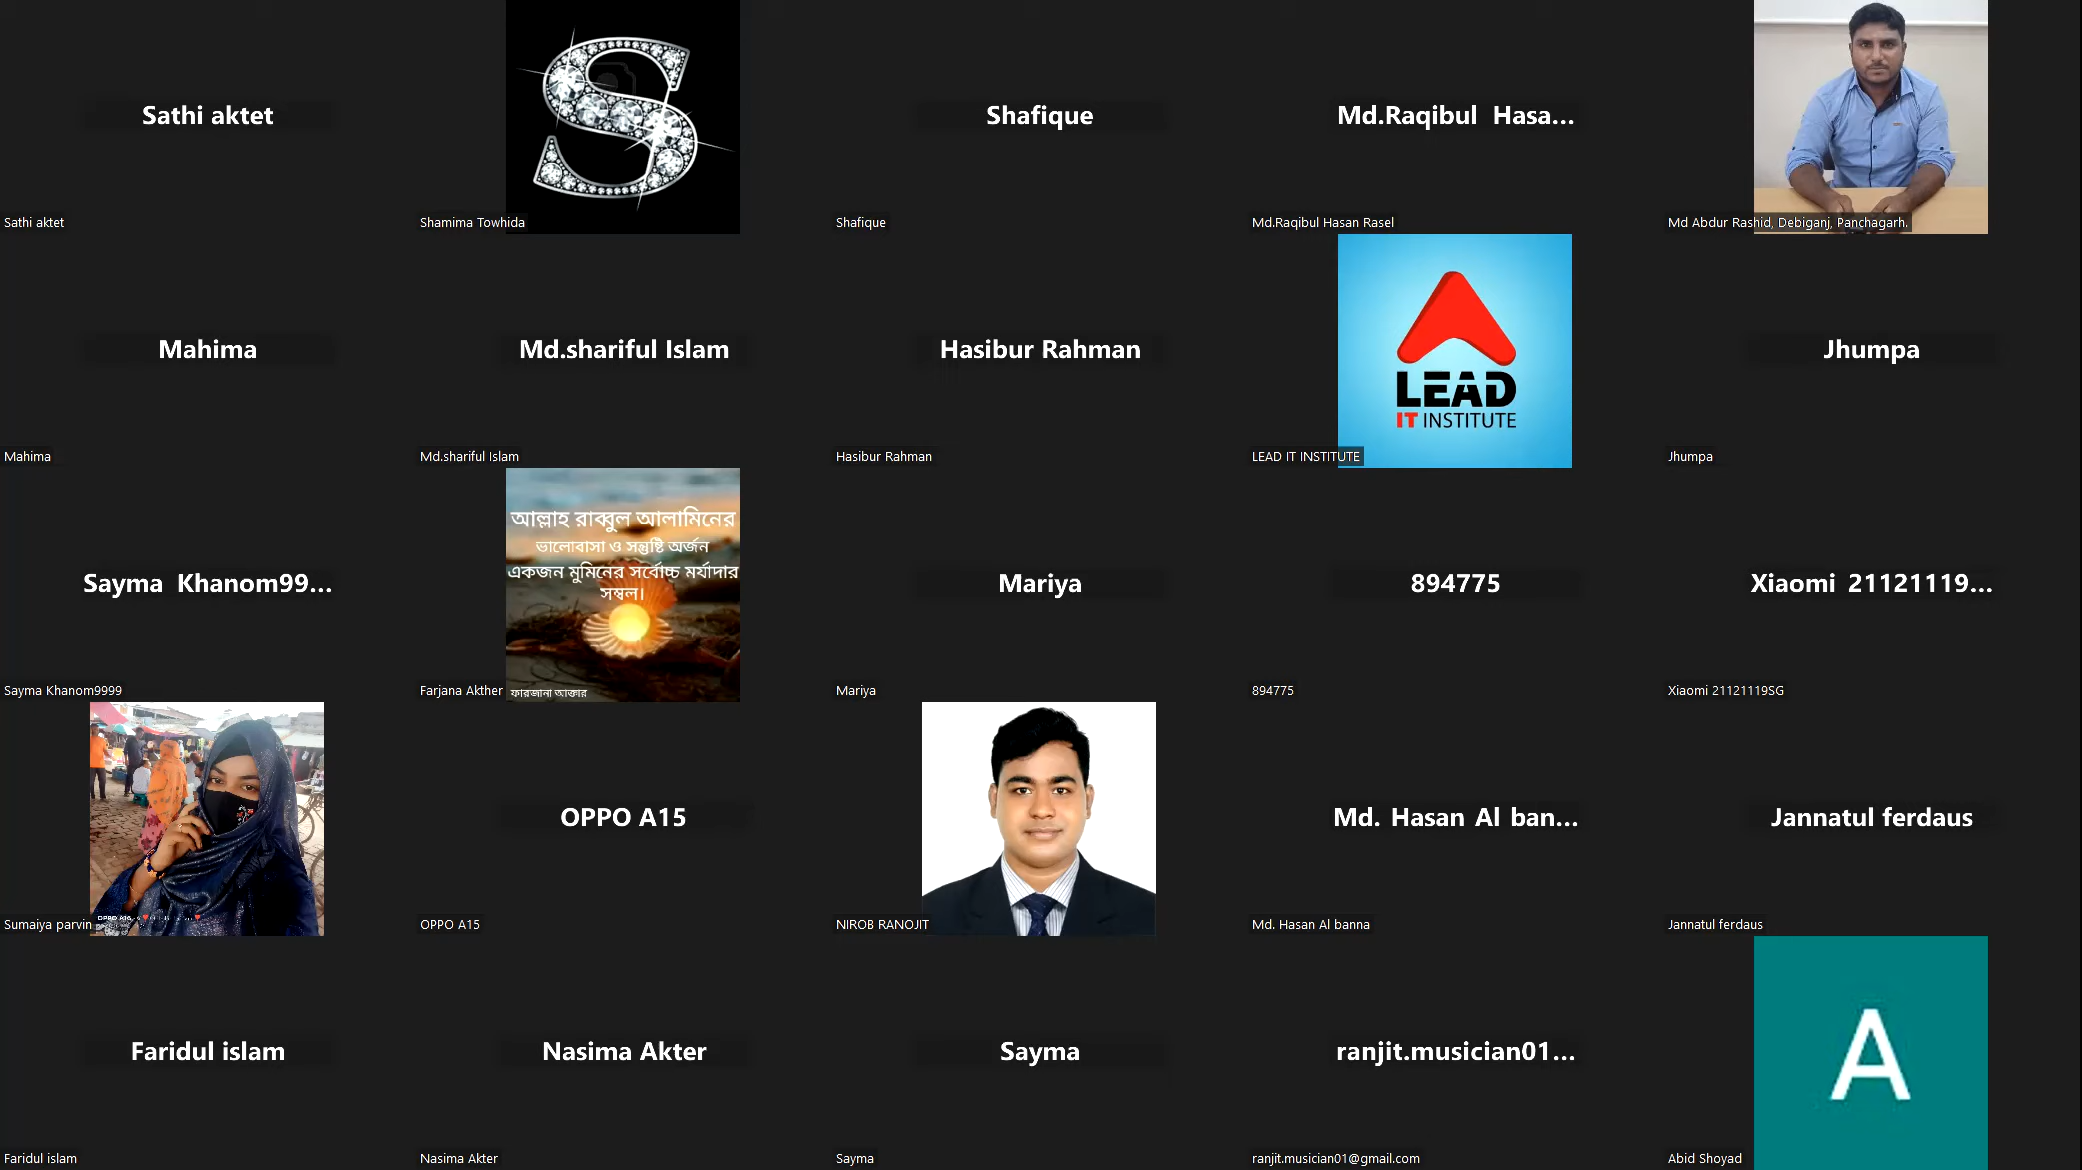 Sathi aktet
Sathi aktet
S
Shamima Towhida
Shafique
Shafique
Md.Raqibul Hasa...
Md.Raqibul Hasan Rasel
Md Abdur Rashid, Debiganj, Panchagarh.
Mahima
Mahima
Md.shariful Islam
Md.shariful Islam
Hasibur Rahman
Hasibur Rahman
LEAD
IT INSTITUTE
LEAD IT INSTITUTE
Jhumpa
Jhumpa
Sayma Khanom99...
Sayma Khanom9999
আল্লাহ রাব্বুল আলামিনের
ভালোবাসা ও সন্তুষ্টি অর্জন
একজন মুমিনের সর্বোচ্চ মর্যাদার
সম্বল।
ফারজানা আক্তার
Farjana Akther
Mariya
Mariya
894775
894775
Xiaomi 21121119...
Xiaomi 21121119SG
OPPO A16
Sumaiya parvin
OPPO A15
OPPO A15
NIROB RANOJIT
Md. Hasan Al ban...
Md. Hasan Al banna
Jannatul ferdaus
Jannatul ferdaus
Faridul islam
Faridul islam
Nasima Akter
Nasima Akter
Sayma
Sayma
ranjit.musician01...
ranjit.musician01@gmail.com
A
Abid Shoyad